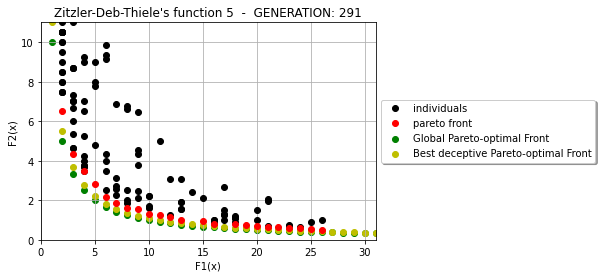 Zitzler-Deb-Thiele's function 5 - GENERATION: 291
10
8
6
4
2
0
F2(x)
0 5 10 15 20 25 30
F1(x)
individuals
pareto front
Global Pareto-optimal Front
Best deceptive Pareto-optimal Front